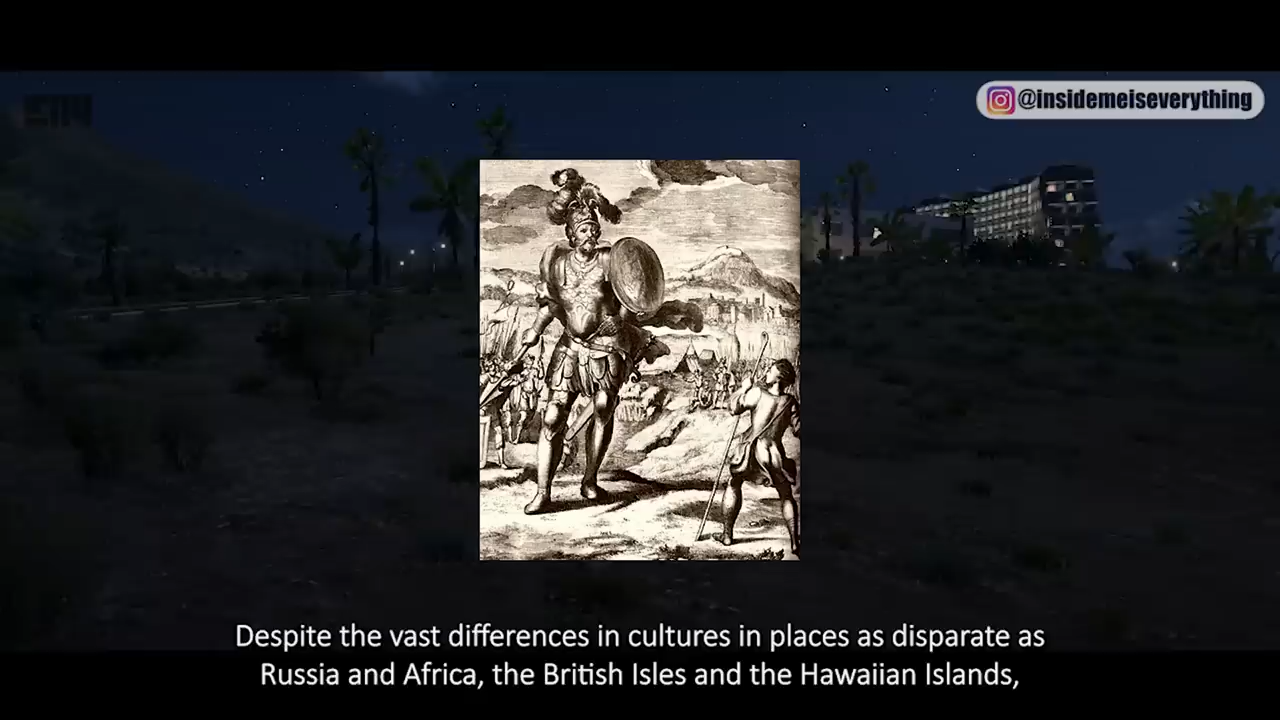 @insidemeiseverything
Despite the vast differences in cultures in places as disparate as
Russia and Africa, the British Isles and the Hawaiian Islands,